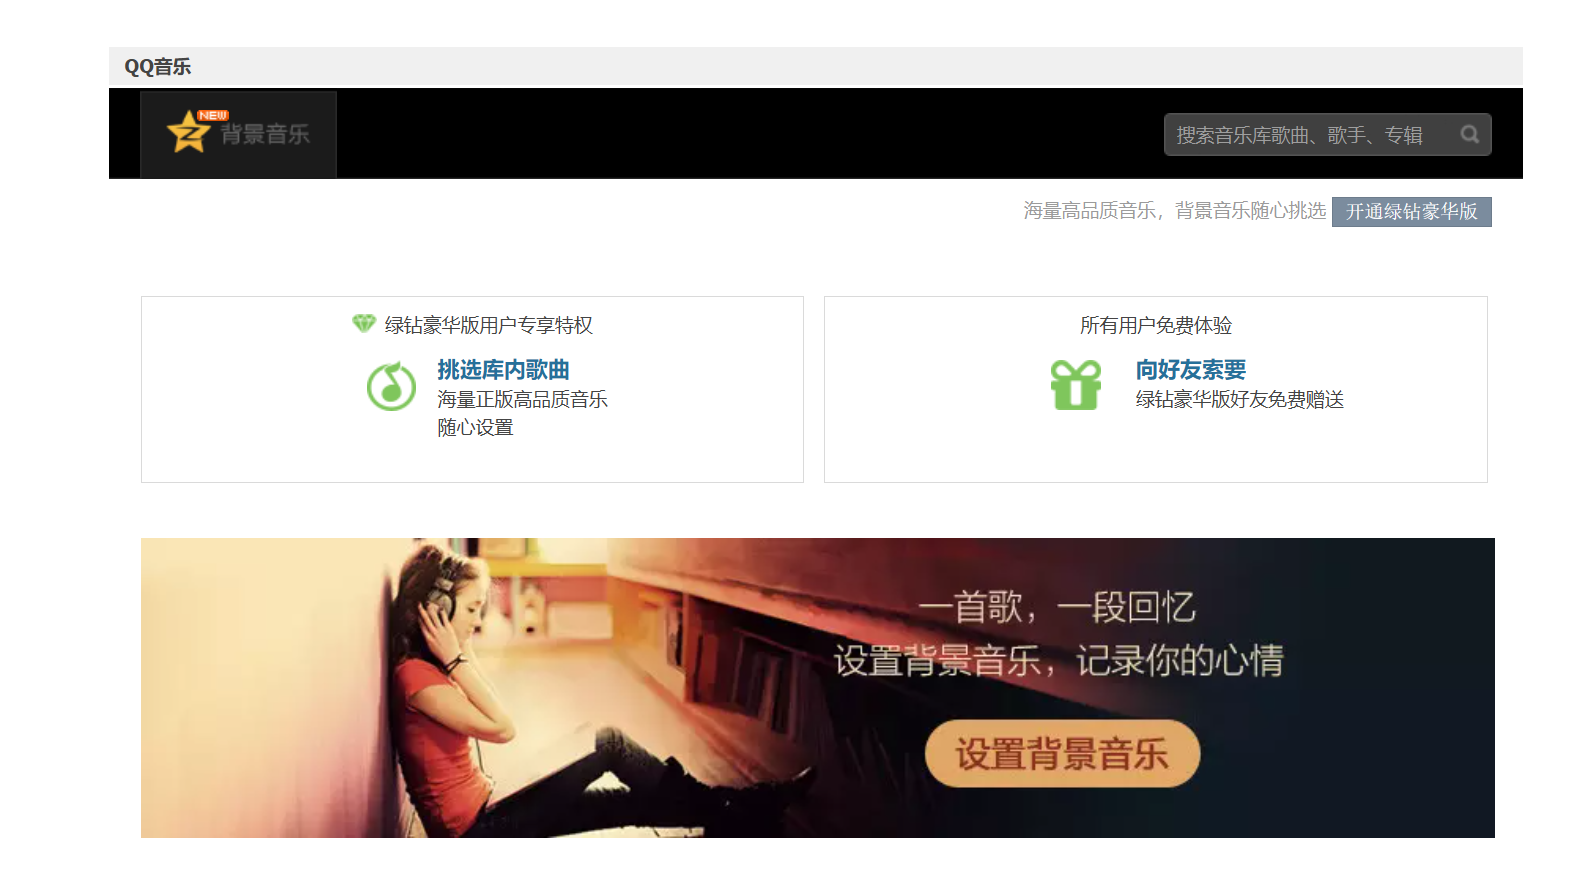 QQ音乐
NEW
背景音乐
搜索音乐库歌曲、歌手、专辑
海量高品质音乐，背景音乐随心挑选 开通绿钻豪华版
绿钻豪华版用户专享特权
挑选库内歌曲
海量正版高品质音乐
随心设置
所有用户免费体验
向好友索要
绿钻豪华版好友免费赠送
一首歌，一段回忆
设置背景音乐，记录你的心情
设置背景音乐